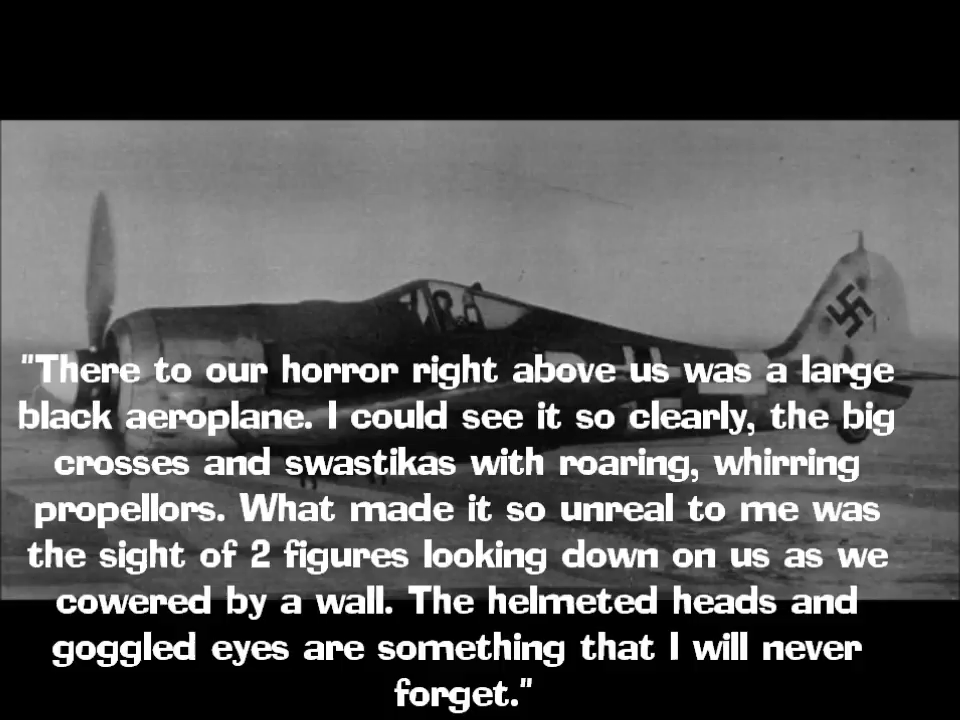 "There to our horror right above us was a large
black aeroplane. I could see it so clearly, the big
crosses and swastikas with roaring, whirring
propellors. What made it so unreal to me was
the sight of 2 figures looking down on us as we
cowered by a wall. The helmeted heads and
goggled eyes are something that I will never
forget."